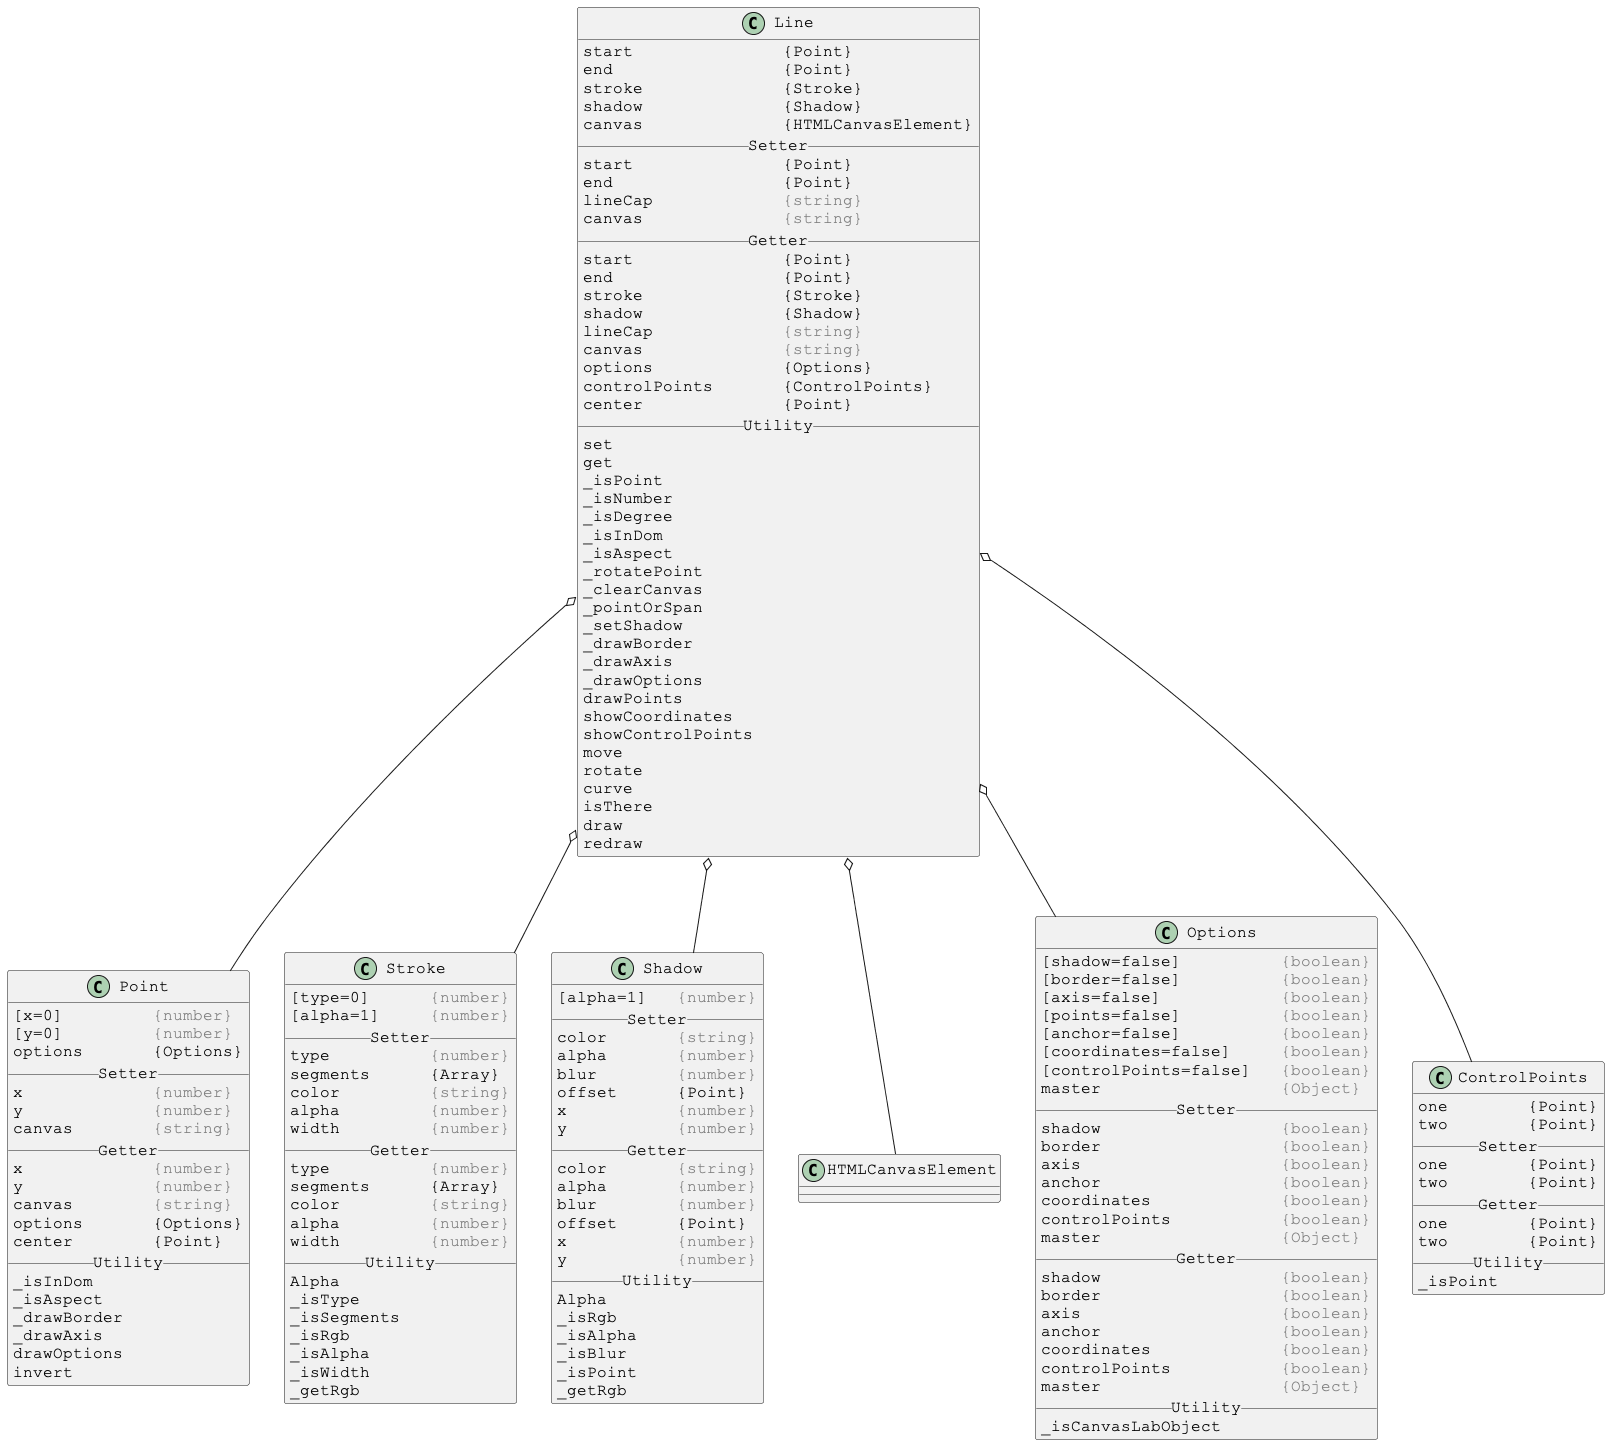 C Line
start {Point}
end {Point}
stroke {Stroke}
shadow {Shadow}
canvas {HTMLCanvasElement}
Setter
start {Point}
end {Point}
lineCap {string}
canvas {string}
Getter
start {Point}
end {Point}
stroke {Stroke}
shadow {Shadow}
lineCap {string}
canvas {string}
options {Options}
controlPoints {ControlPoints}
center {Point}
Utility
set
get
_isPoint
_isNumber
_isDegree
_isInDom
_isAspect
_rotatePoint
_clearCanvas
_pointOrSpan
_setShadow
_drawBorder
_drawAxis
_drawOptions
drawPoints
showCoordinates
showControlPoints
move
rotate
curve
isThere
draw
redraw
C Point
[x=0] {number}
[y=0] {number}
options {Options}
Setter
x {number}
y {number}
canvas {string}
Getter
x {number}
y {number}
canvas {string}
options {Options}
center {Point}
Utility
_isInDom
_isAspect
_drawBorder
_drawAxis
drawOptions
invert
C Stroke
[type=0] {number}
[alpha=1] {number}
Setter
type {number}
segments {Array}
color {string}
alpha {number}
width {number}
Getter
type {number}
segments {Array}
color {string}
alpha {number}
width {number}
Utility
Alpha
_isType
_isSegments
_isRgb
_isAlpha
_isWidth
_getRgb
C Shadow
[alpha=1] {number}
Setter
color {string}
alpha {number}
blur {number}
offset {Point}
x {number}
y {number}
Getter
color {string}
alpha {number}
blur {number}
offset {Point}
x {number}
y {number}
Utility
Alpha
_isRgb
_isAlpha
_isBlur
_isPoint
_getRgb
C HTMLCanvasElement
C Options
[shadow=false] {boolean}
[border=false] {boolean}
[axis=false] {boolean}
[points=false] {boolean}
[anchor=false] {boolean}
[coordinates=false] {boolean}
[controlPoints=false] {boolean}
master {Object}
Setter
shadow {boolean}
border {boolean}
axis {boolean}
anchor {boolean}
coordinates {boolean}
controlPoints {boolean}
master {Object}
Getter
shadow {boolean}
border {boolean}
axis {boolean}
anchor {boolean}
coordinates {boolean}
controlPoints {boolean}
master {Object}
Utility
_isCanvasLabObject
C ControlPoints
one {Point}
two {Point}
Setter
one {Point}
two {Point}
Getter
one {Point}
two {Point}
Utility
_isPoint